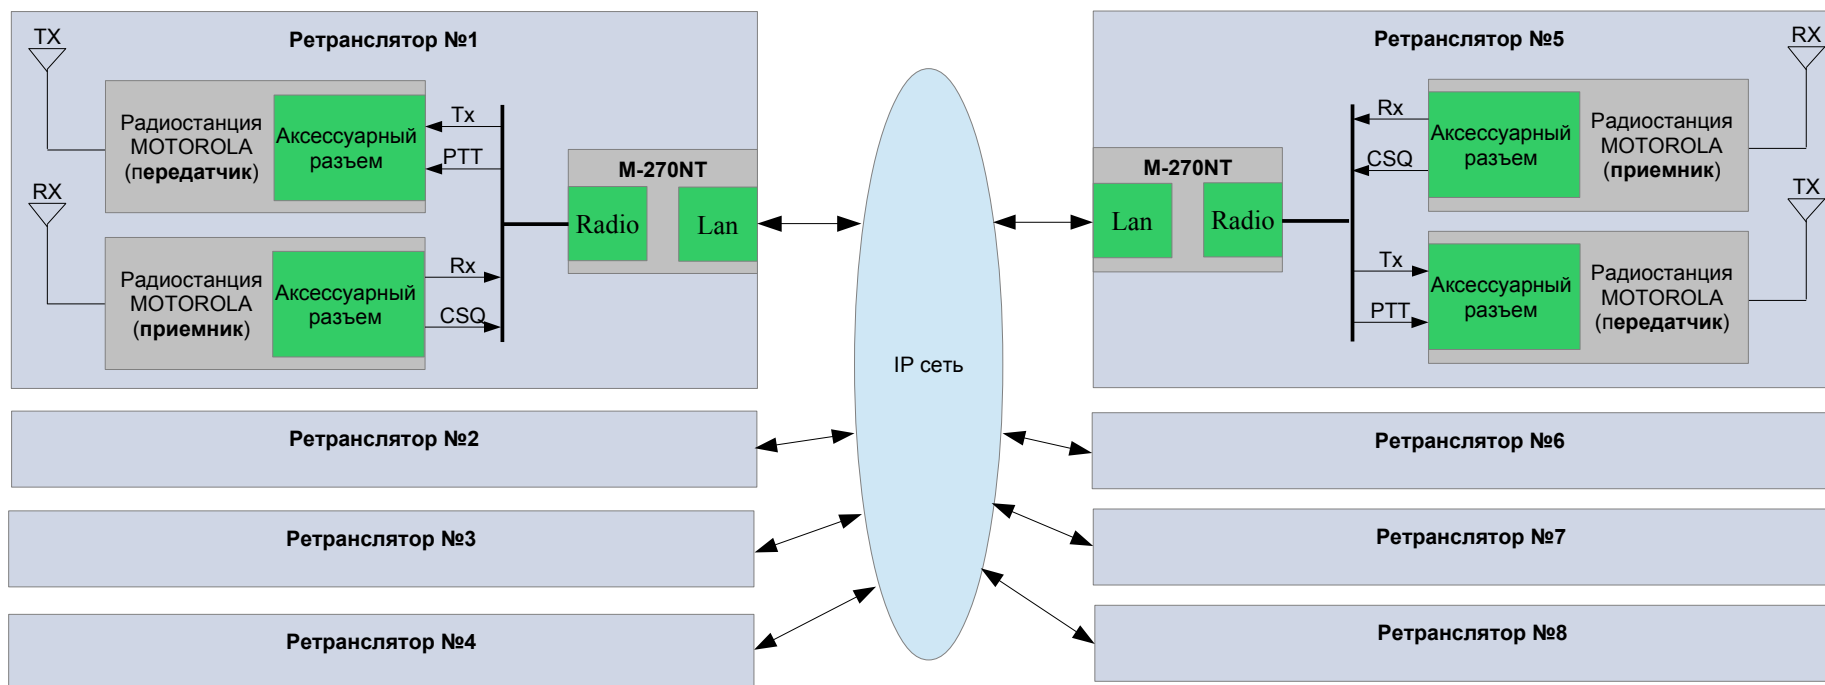 Ретранслятор №1
TX
Радиостанция
MOTOROLA
(передатчик)
Аксессуарный
разъем
Tx
PTT
RX
Радиостанция
MOTOROLA
(приемник)
Аксессуарный
разъем
Rx
CSQ
M-270NT
Radio
Lan
IP сеть
Ретранслятор №5
RX
M-270NT
Lan
Radio
Rx
CSQ
Аксессуарный
разъем
Радиостанция
MOTOROLA
(приемник)
TX
Tx
PTT
Аксессуарный
разъем
Радиостанция
MOTOROLA
(передатчик)
Ретранслятор №2
Ретранслятор №6
Ретранслятор №3
Ретранслятор №7
Ретранслятор №4
Ретранслятор №8